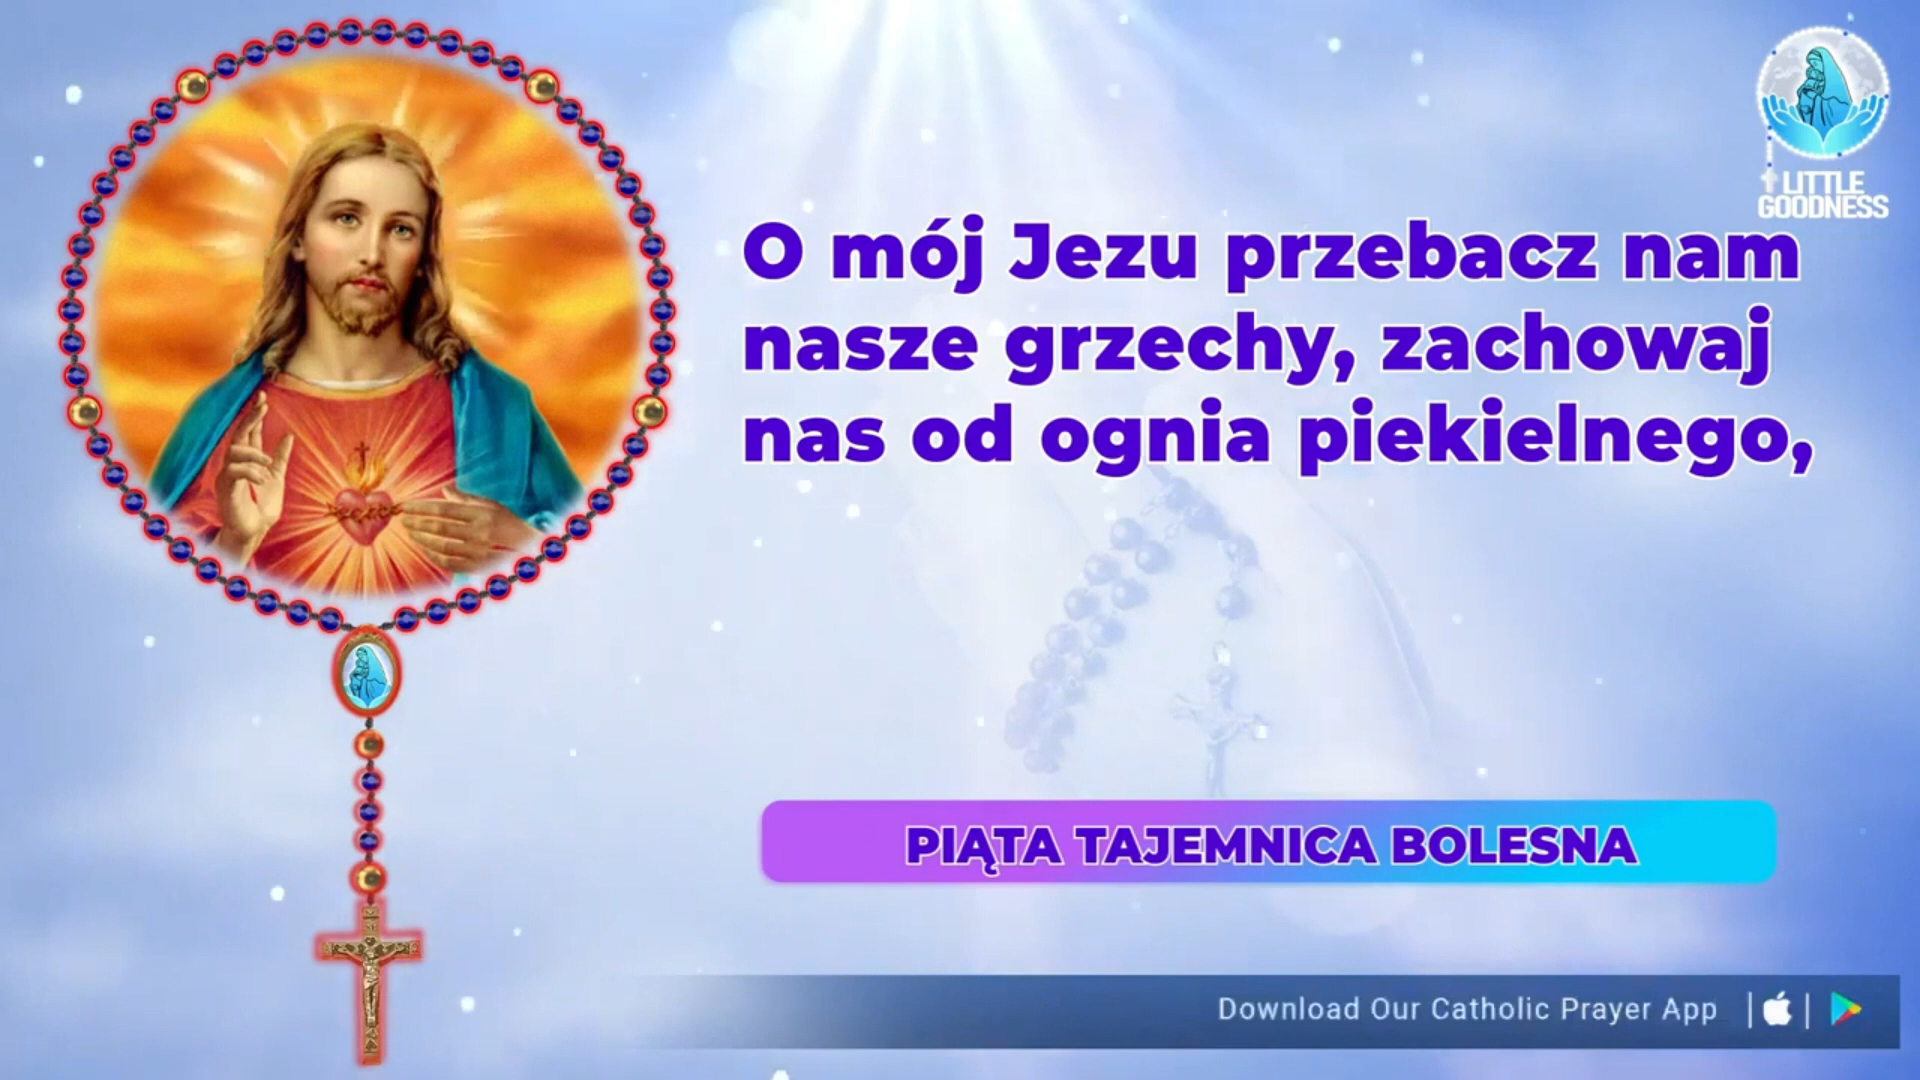 LITTLE
GOODNESS
O mój Jezu przebacz nam
nasze grzechy, zachowaj
nas od ognia piekielnego,
PIĄTA TAJEMNICA BOLESNA
Download Our Catholic Prayer App